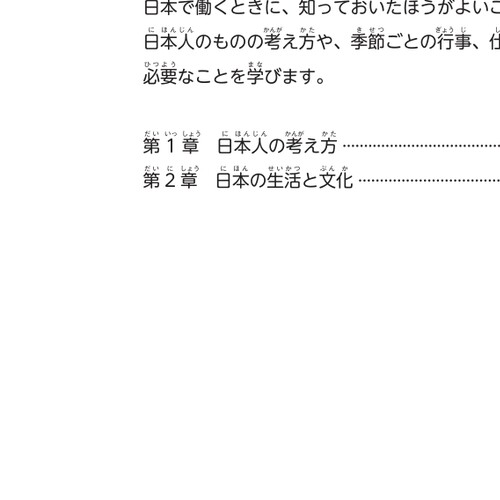 日本で働くときに、知っておいたほうがよいこ
日本人のものの考え方や、季節ごとの行事、仕
必要なことを学びます。
第1章　日本人の考え方 ……………………………
第2章　日本の生活と文化 …………………………